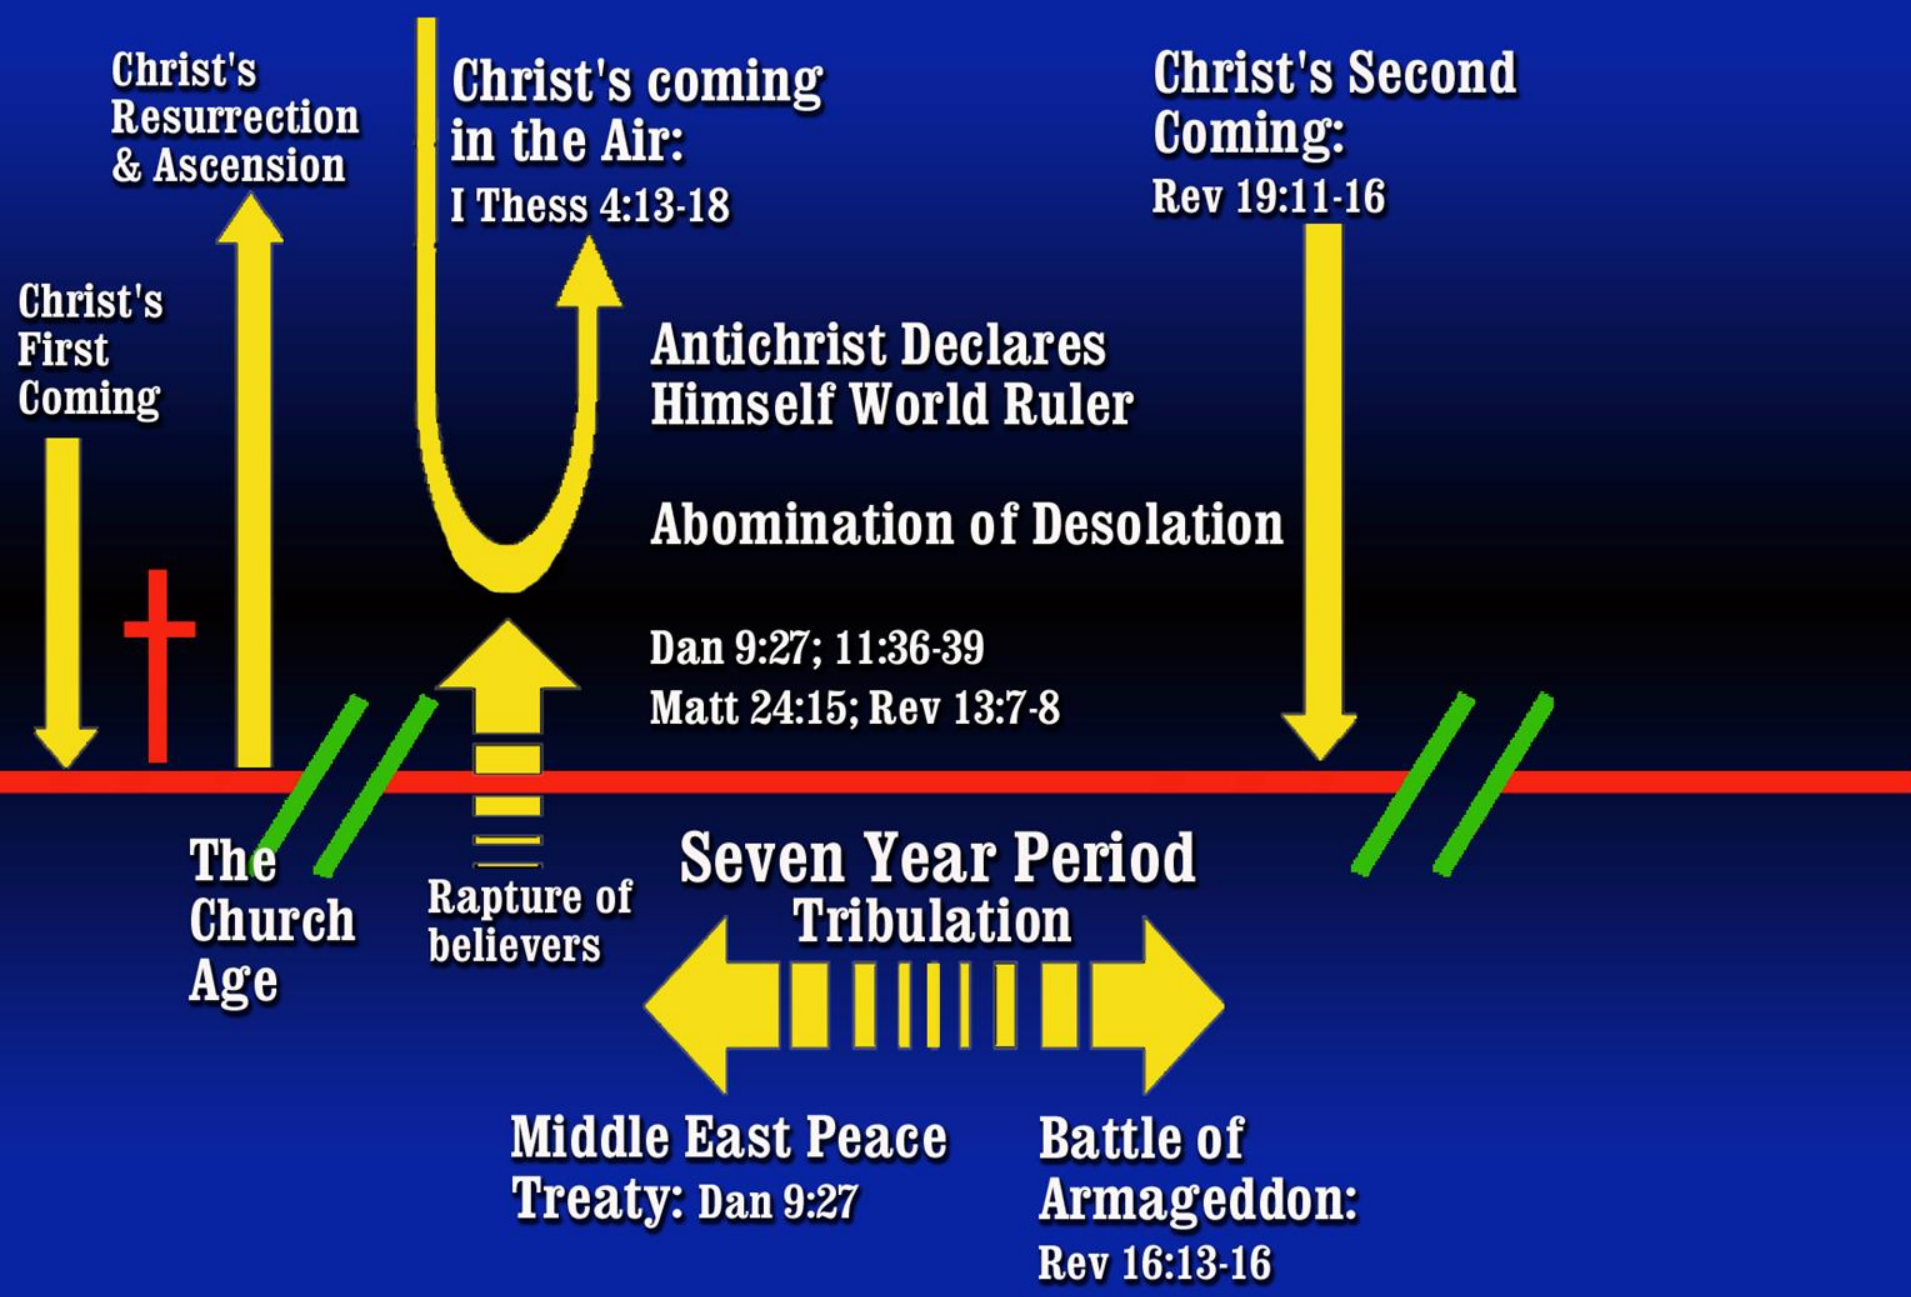 Christ's
Resurrection
& Ascension
Christ's coming
in the Air:
I Thess 4:13-18
Christ's Second
Coming:
Rev 19:11-16
Christ's
First
Coming
Antichrist Declares
Himself World Ruler
Abomination of Desolation
Dan 9:27; 11:36-39
Matt 24:15; Rev 13:7-8
The
Church
Age
Rapture of
believers
Seven Year Period
Tribulation
Middle East Peace
Treaty: Dan 9:27
Battle of
Armageddon:
Rev 16:13-16